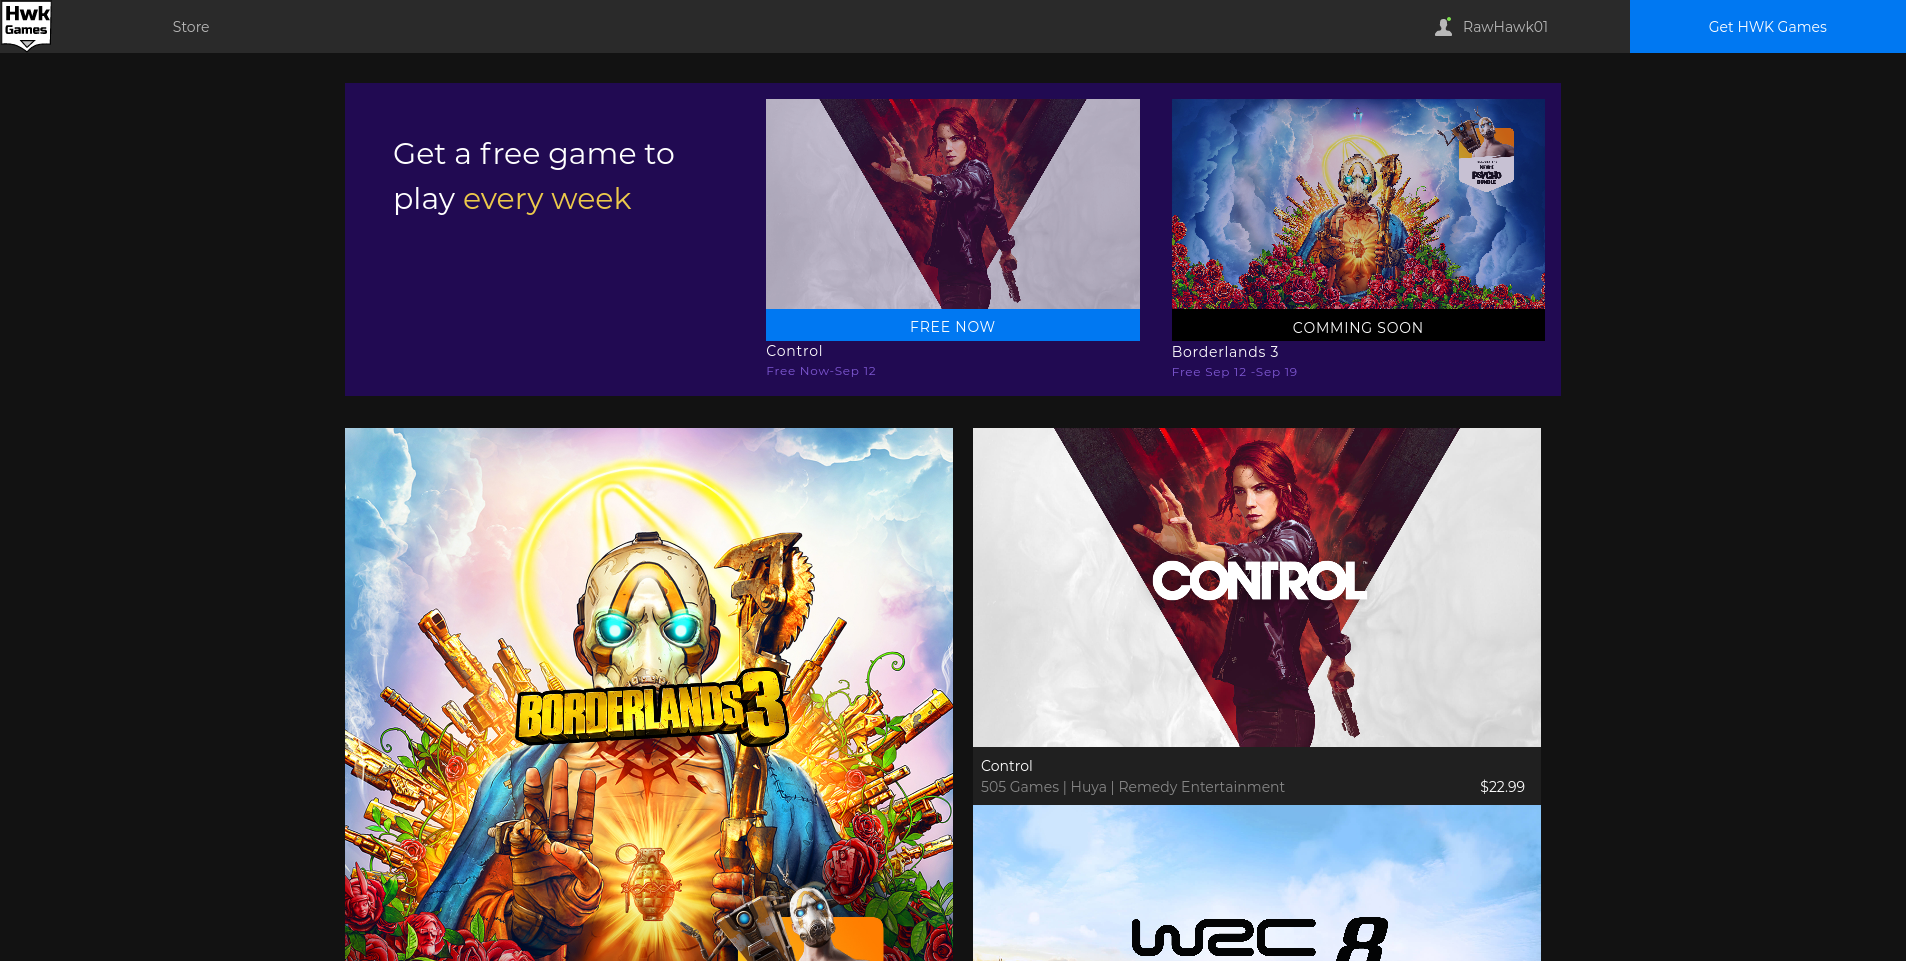 Hwk
Games
Store
RawHawk01
Get HWK Games
Get a free game to
play every week
PSYCHO
BUNDLE
FREE NOW
COMMING SOON
Control
Free Now-Sep 12
Borderlands 3
Free Sep 12 -Sep 19
BORDERLANDS 3
CONTROL
Control
505 Games | Huya | Remedy Entertainment
$22.99
WRC 8